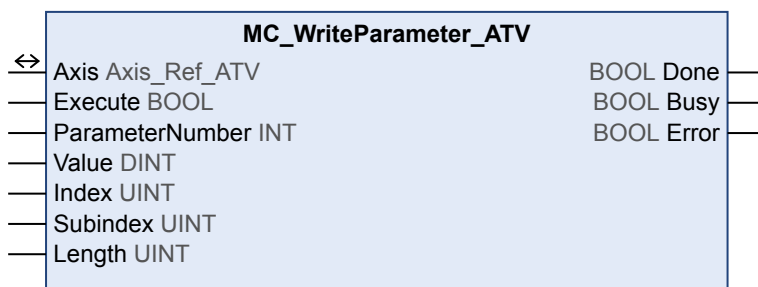 MC_WriteParameter_ATV
Axis Axis_Ref_ATV BOOL Done
Execute BOOL BOOL Busy
ParameterNumber INT BOOL Error
Value DINT
Index UINT
Subindex UINT
Length UINT